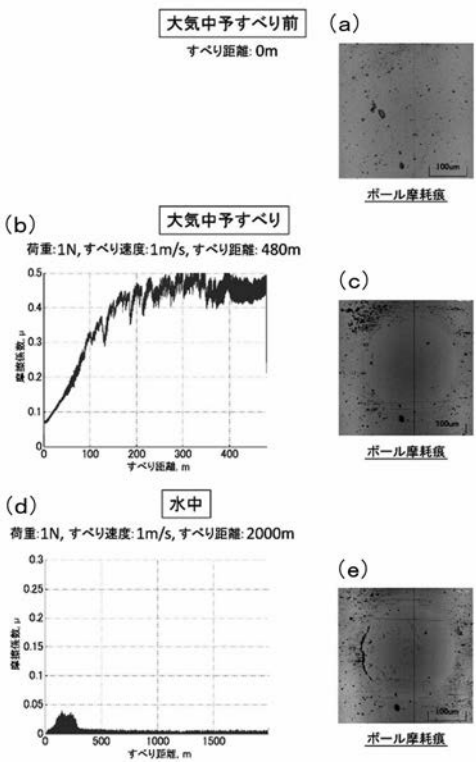 大気中予すべり前
すべり距離: 0m
(a)
100um
ボール摩耗痕
(b)
大気中予すべり
荷重:1N, すべり速度:1m/s, すべり距離: 480m
0.5
0.4
0.3
0.2
0.1
0
摩擦係数, μ
0
100
200
300
400
すべり距離, m
(c)
100um
ボール摩耗痕
(d)
水中
荷重:1N, すべり速度:1m/s, すべり距離:2000m
0.3
0.25
0.2
0.15
0.1
0.05
0
摩擦係数, μ
0
500
1000
1500
すべり距離, m
(e)
100um
ボール摩耗痕